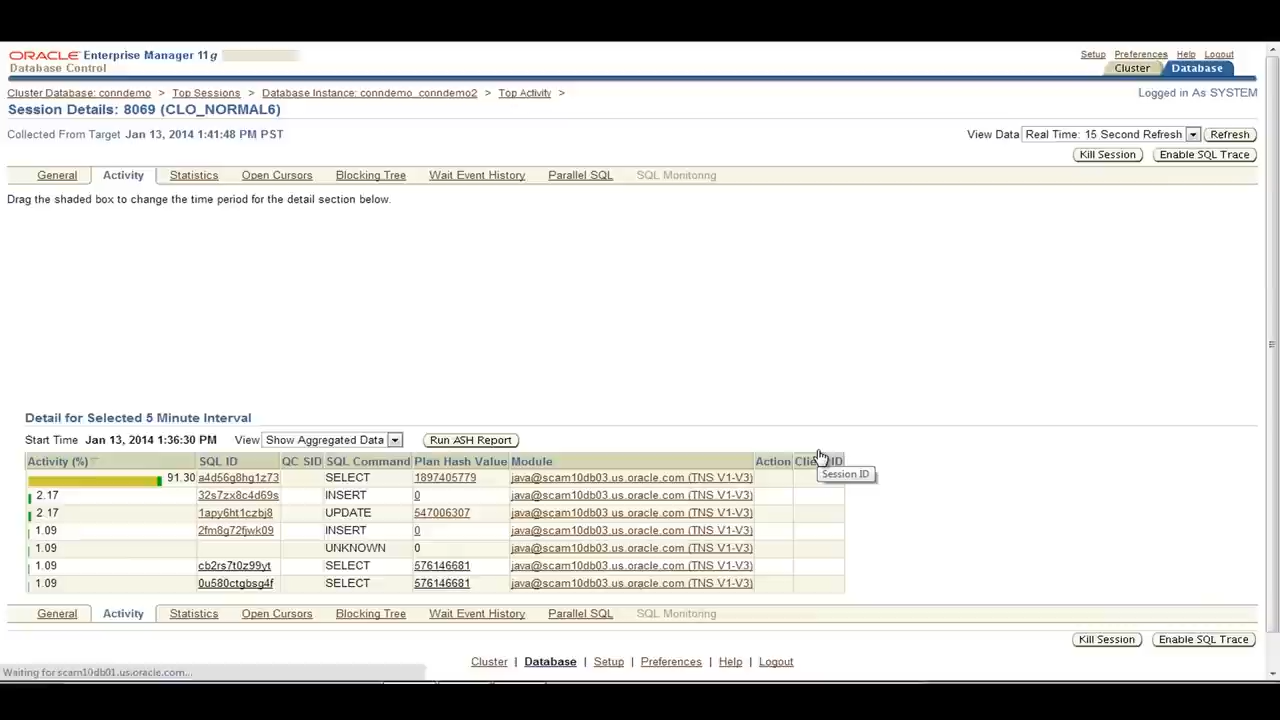 ORACLE Enterprise Manager 11g
Database Control
Setup Preferences Help Logout
Cluster Database
Cluster Database: conndemo > Top Sessions > Database Instance: conndemo_conndemo2 > Top Activity >
Logged in As SYSTEM
Session Details: 8069 (CLO_NORMAL6)
Collected From Target Jan 13, 2014 1:41:48 PM PST
View Data Real Time: 15 Second Refresh Refresh
Kill Session Enable SQL Trace
General Activity Statistics Open Cursors Blocking Tree Wait Event History Parallel SQL SQL Monitoring
Drag the shaded box to change the time period for the detail section below.
Detail for Selected 5 Minute Interval
Start Time Jan 13, 2014 1:36:30 PM View Show Aggregated Data Run ASH Report
Activity (%) SQL ID QC SID SQL Command Plan Hash Value Module Action ID
Session ID
91.30 a4d56g8hg1z73 SELECT 1897405779 java@scam10db03.us.oracle.com (TNS V1-V3)
2.17 32s7zx8c4d69s INSERT 0 java@scam10db03.us.oracle.com (TNS V1-V3)
2.17 1apy6ht1czbj8 UPDATE 547006307 java@scam10db03.us.oracle.com (TNS V1-V3)
1.09 2fm8g72fjwk09 INSERT 0 java@scam10db03.us.oracle.com (TNS V1-V3)
1.09 UNKNOWN 0 java@scam10db03.us.oracle.com (TNS V1-V3)
1.09 cb2rs7t0z99yt SELECT 576146681 java@scam10db03.us.oracle.com (TNS V1-V3)
1.09 0u580ctgbsg4f SELECT 576146681 java@scam10db03.us.oracle.com (TNS V1-V3)
General Activity Statistics Open Cursors Blocking Tree Wait Event History Parallel SQL SQL Monitoring
Kill Session Enable SQL Trace
Cluster | Database | Setup | Preferences | Help | Logout
Waiting for scam10db01.us.oracle.com...